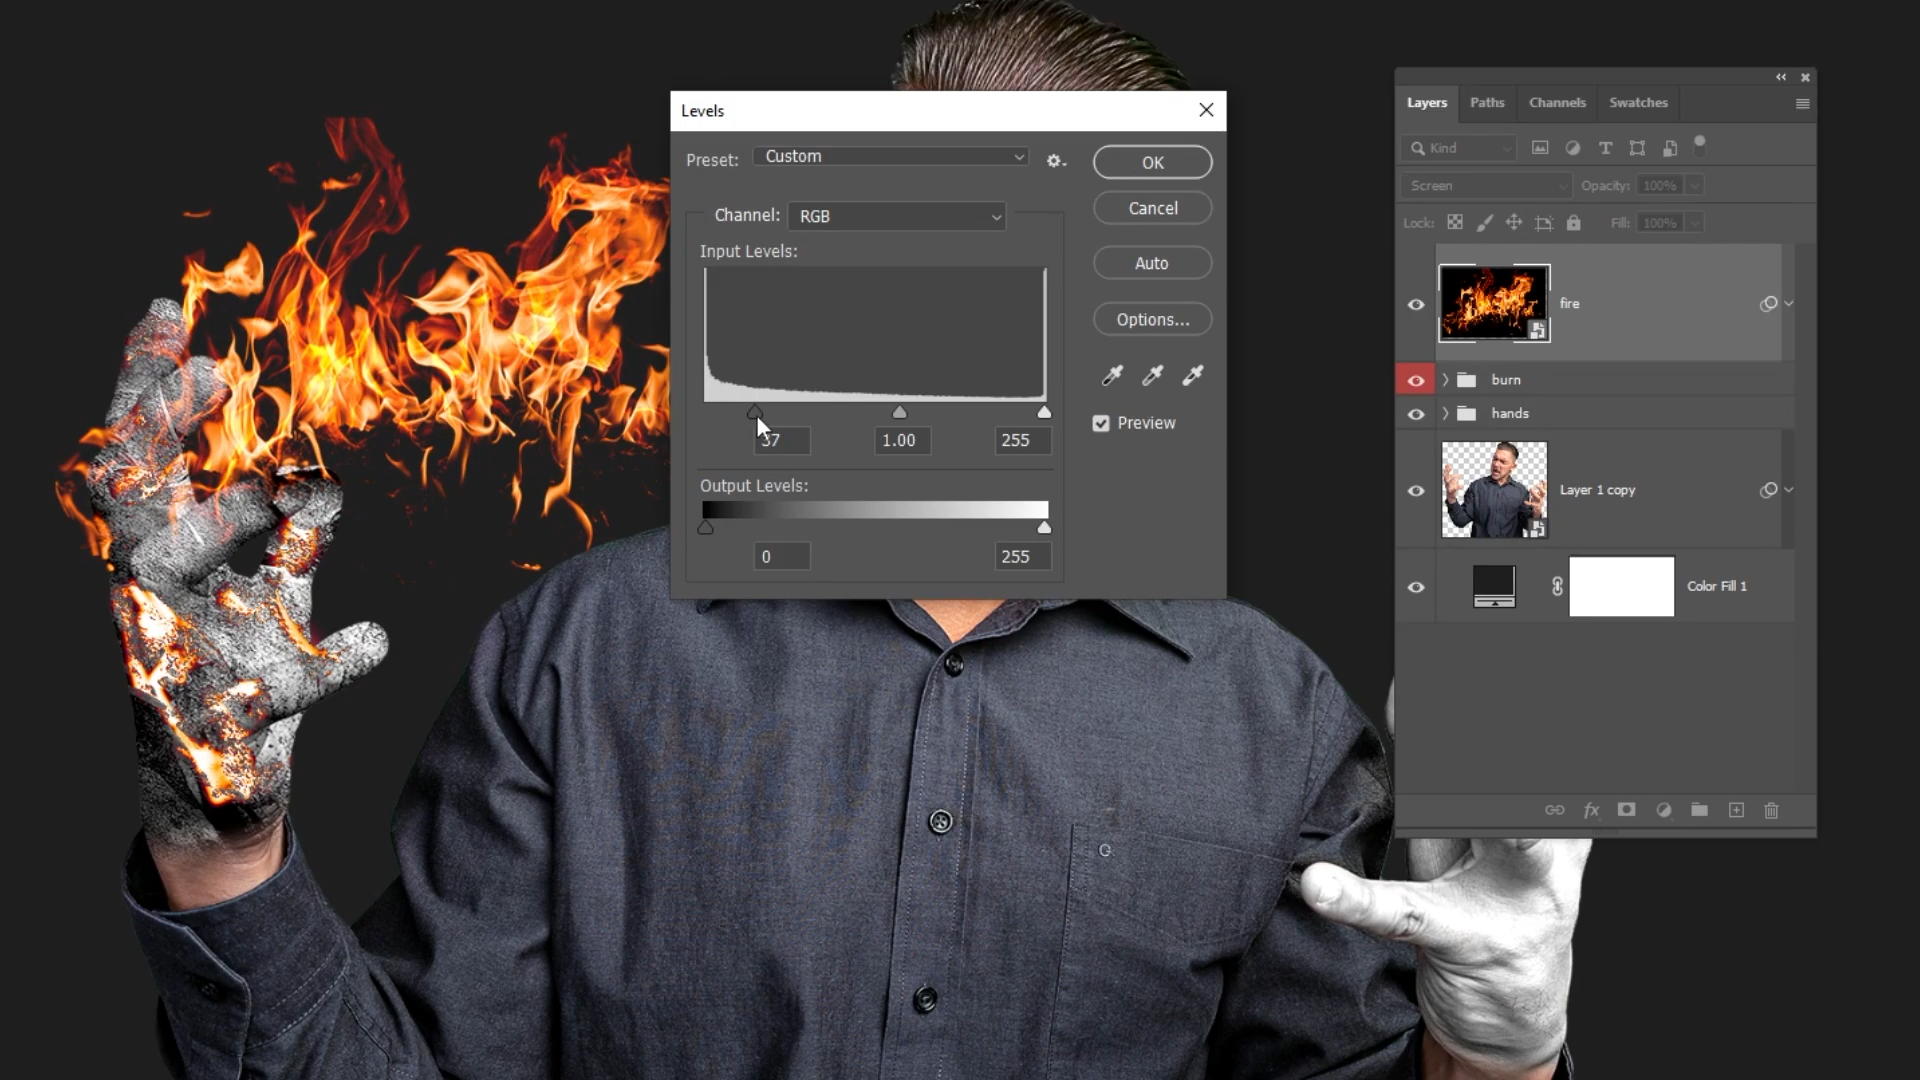 Levels
Preset: Custom
OK
Channel: RGB
Cancel
Input Levels:
Auto
Options...
Preview
37 1.00 255
Output Levels:
0 255
Layers Paths Channels Swatches
Kind
Screen Opacity: 100%
Lock: Fill: 100%
fire
burn
hands
Layer 1 copy
Color Fill 1
fx